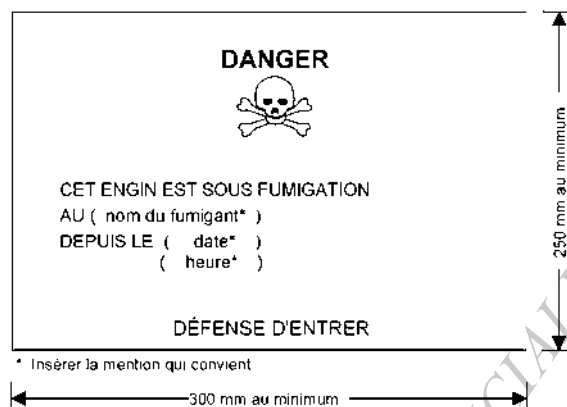 DANGER
CET ENGIN EST SOUS FUMIGATION
AU ( nom du fumigant* )
DEPUIS LE ( date* )
( heure* )
DÉFENSE D'ENTRER
* Insérer la mention qui convient
300 mm au minimum
250 mm au minimum